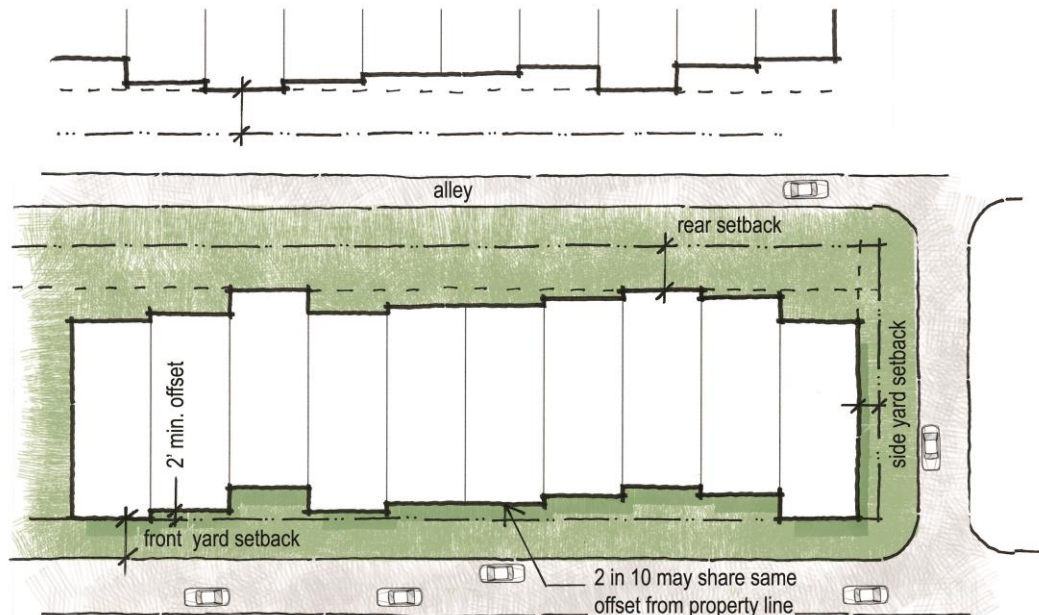 alley
rear setback
side yard setback
2' min. offset
front yard setback
2 in 10 may share same
offset from property line